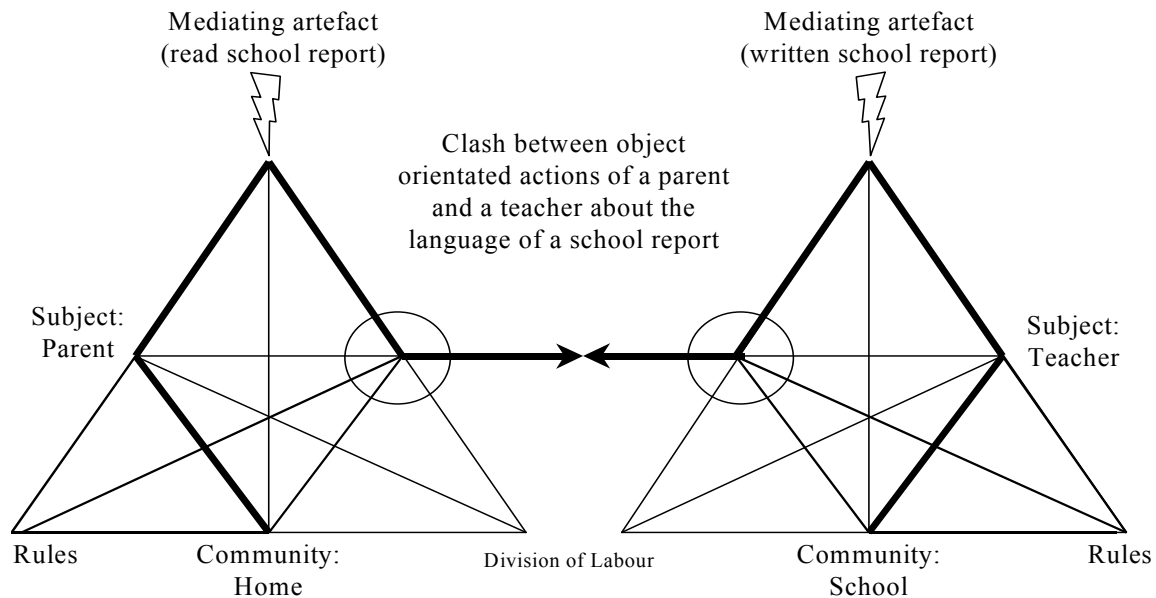 Mediating artefact
(read school report)
Mediating artefact
(written school report)
Clash between object
orientated actions of a parent
and a teacher about the
language of a school report
Subject:
Parent
Subject:
Teacher
Rules
Community:
Home
Division of Labour
Community:
School
Rules